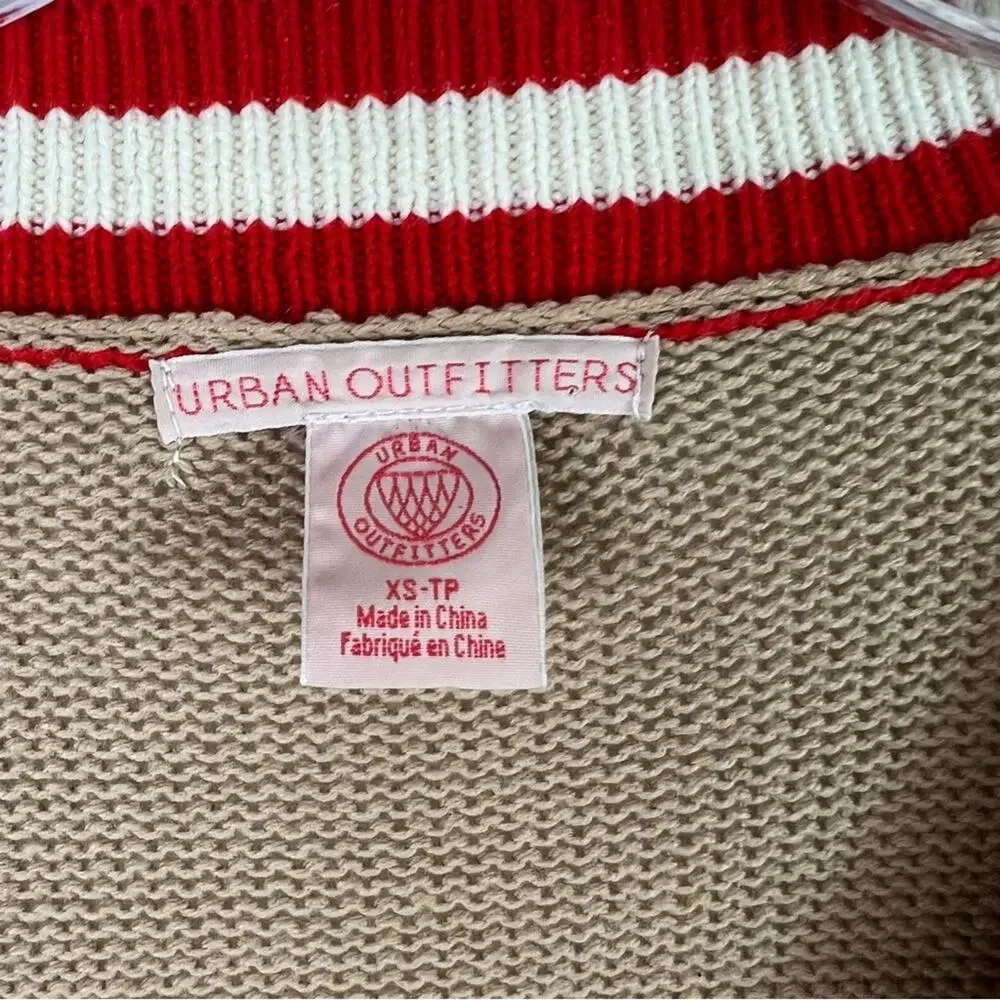 URBAN OUTFITTERS
URBAN
OUTFITTERS
XS-TP
Made in China
Fabriqué en Chine